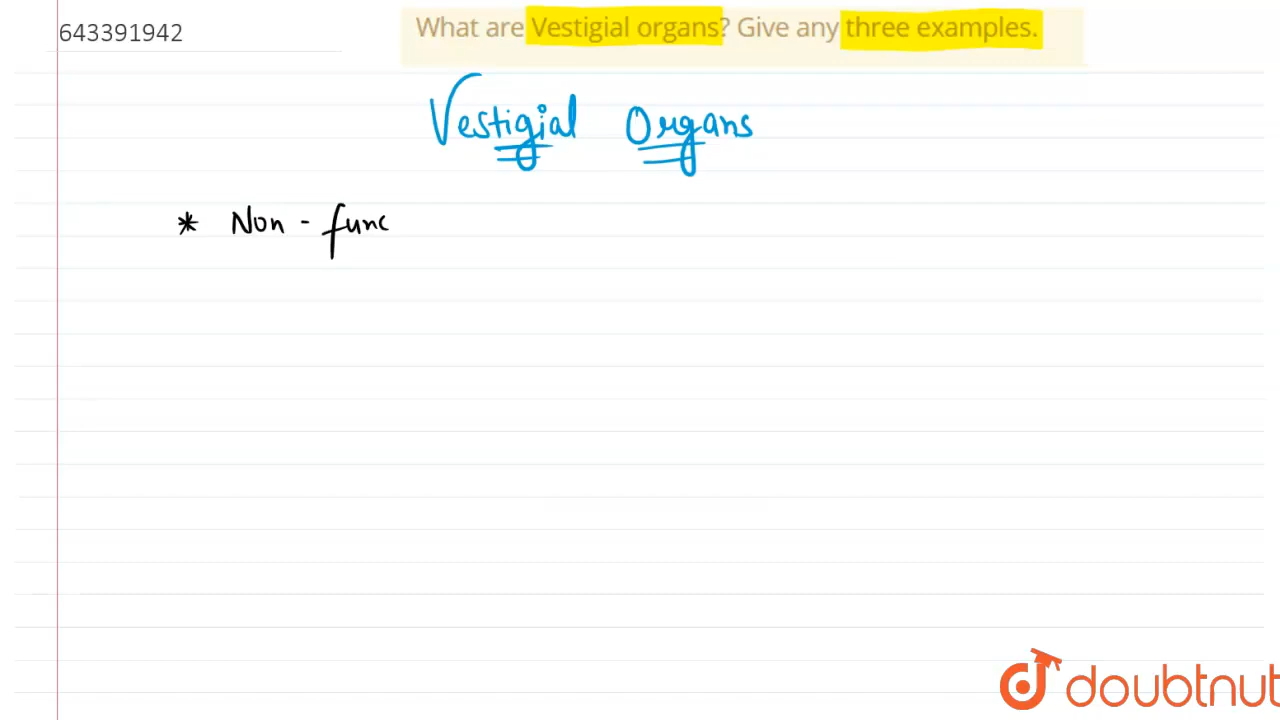 643391942
What are Vestigial organs? Give any three examples.
Vestigial Organs
* Non - func
doubtnut